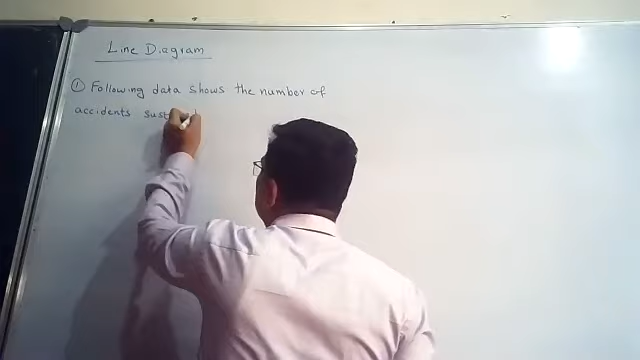 Line Diagram
① Following data shows the number of
accidents